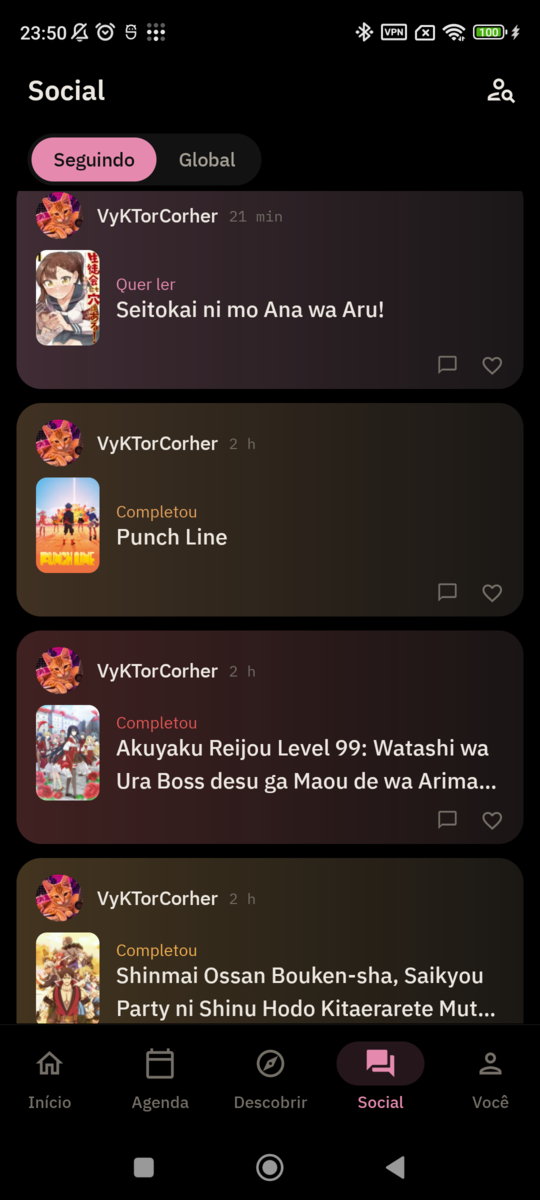 23:50
VPN
100
Social
Seguindo
Global
VyKTorCorher 21 min
Quer ler
Seitokai ni mo Ana wa Aru!
VyKTorCorher 2 h
Completou
Punch Line
PUNCH LINE
VyKTorCorher 2 h
Completou
Akuyaku Reijou Level 99: Watashi wa
Ura Boss desu ga Maou de wa Arima...
VyKTorCorher 2 h
Completou
Shinmai Ossan Bouken-sha, Saikyou
Party ni Shinu Hodo Kitaerarete Mut...
Início
Agenda
Descobrir
Social
Você